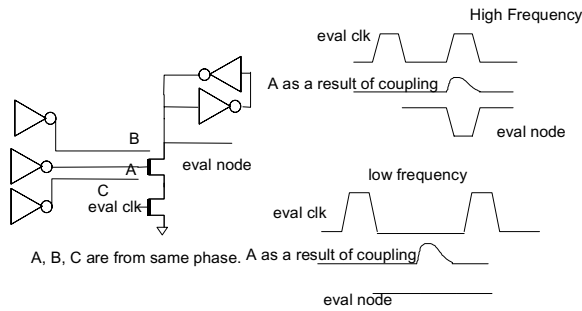 High Frequency
eval clk
A as a result of coupling
eval node
B
A
eval node
C
eval clk
low frequency
eval clk
A, B, C are from same phase.
A as a result of coupling
eval node